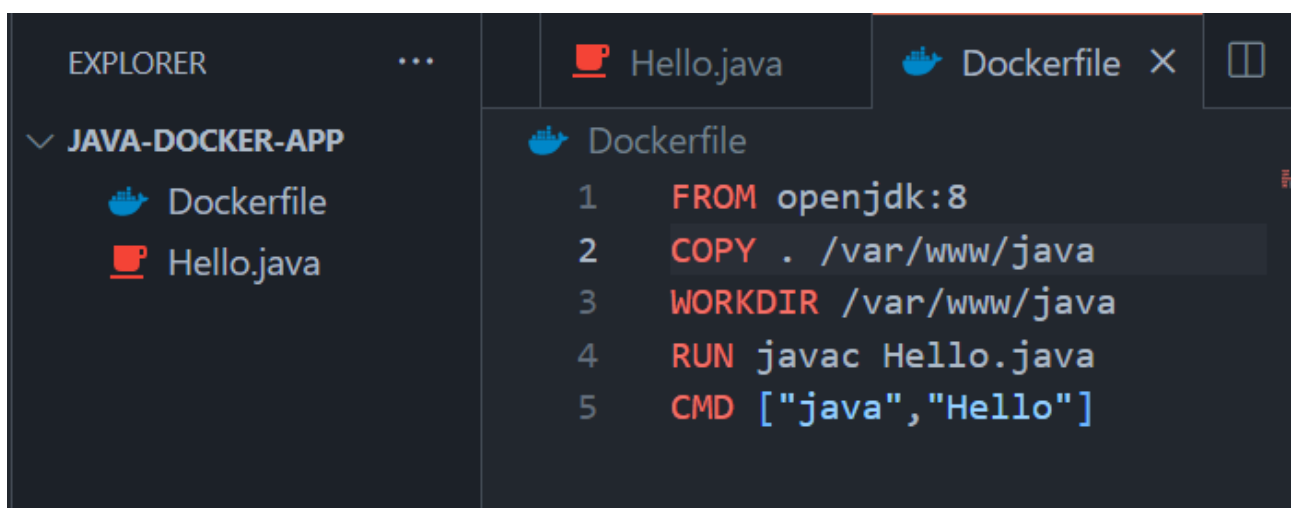 EXPLORER ...
JAVA-DOCKER-APP
Dockerfile
Hello.java
Hello.java Dockerfile
Dockerfile
1 FROM openjdk:8
2 COPY . /var/www/java
3 WORKDIR /var/www/java
4 RUN javac Hello.java
5 CMD ["java","Hello"]